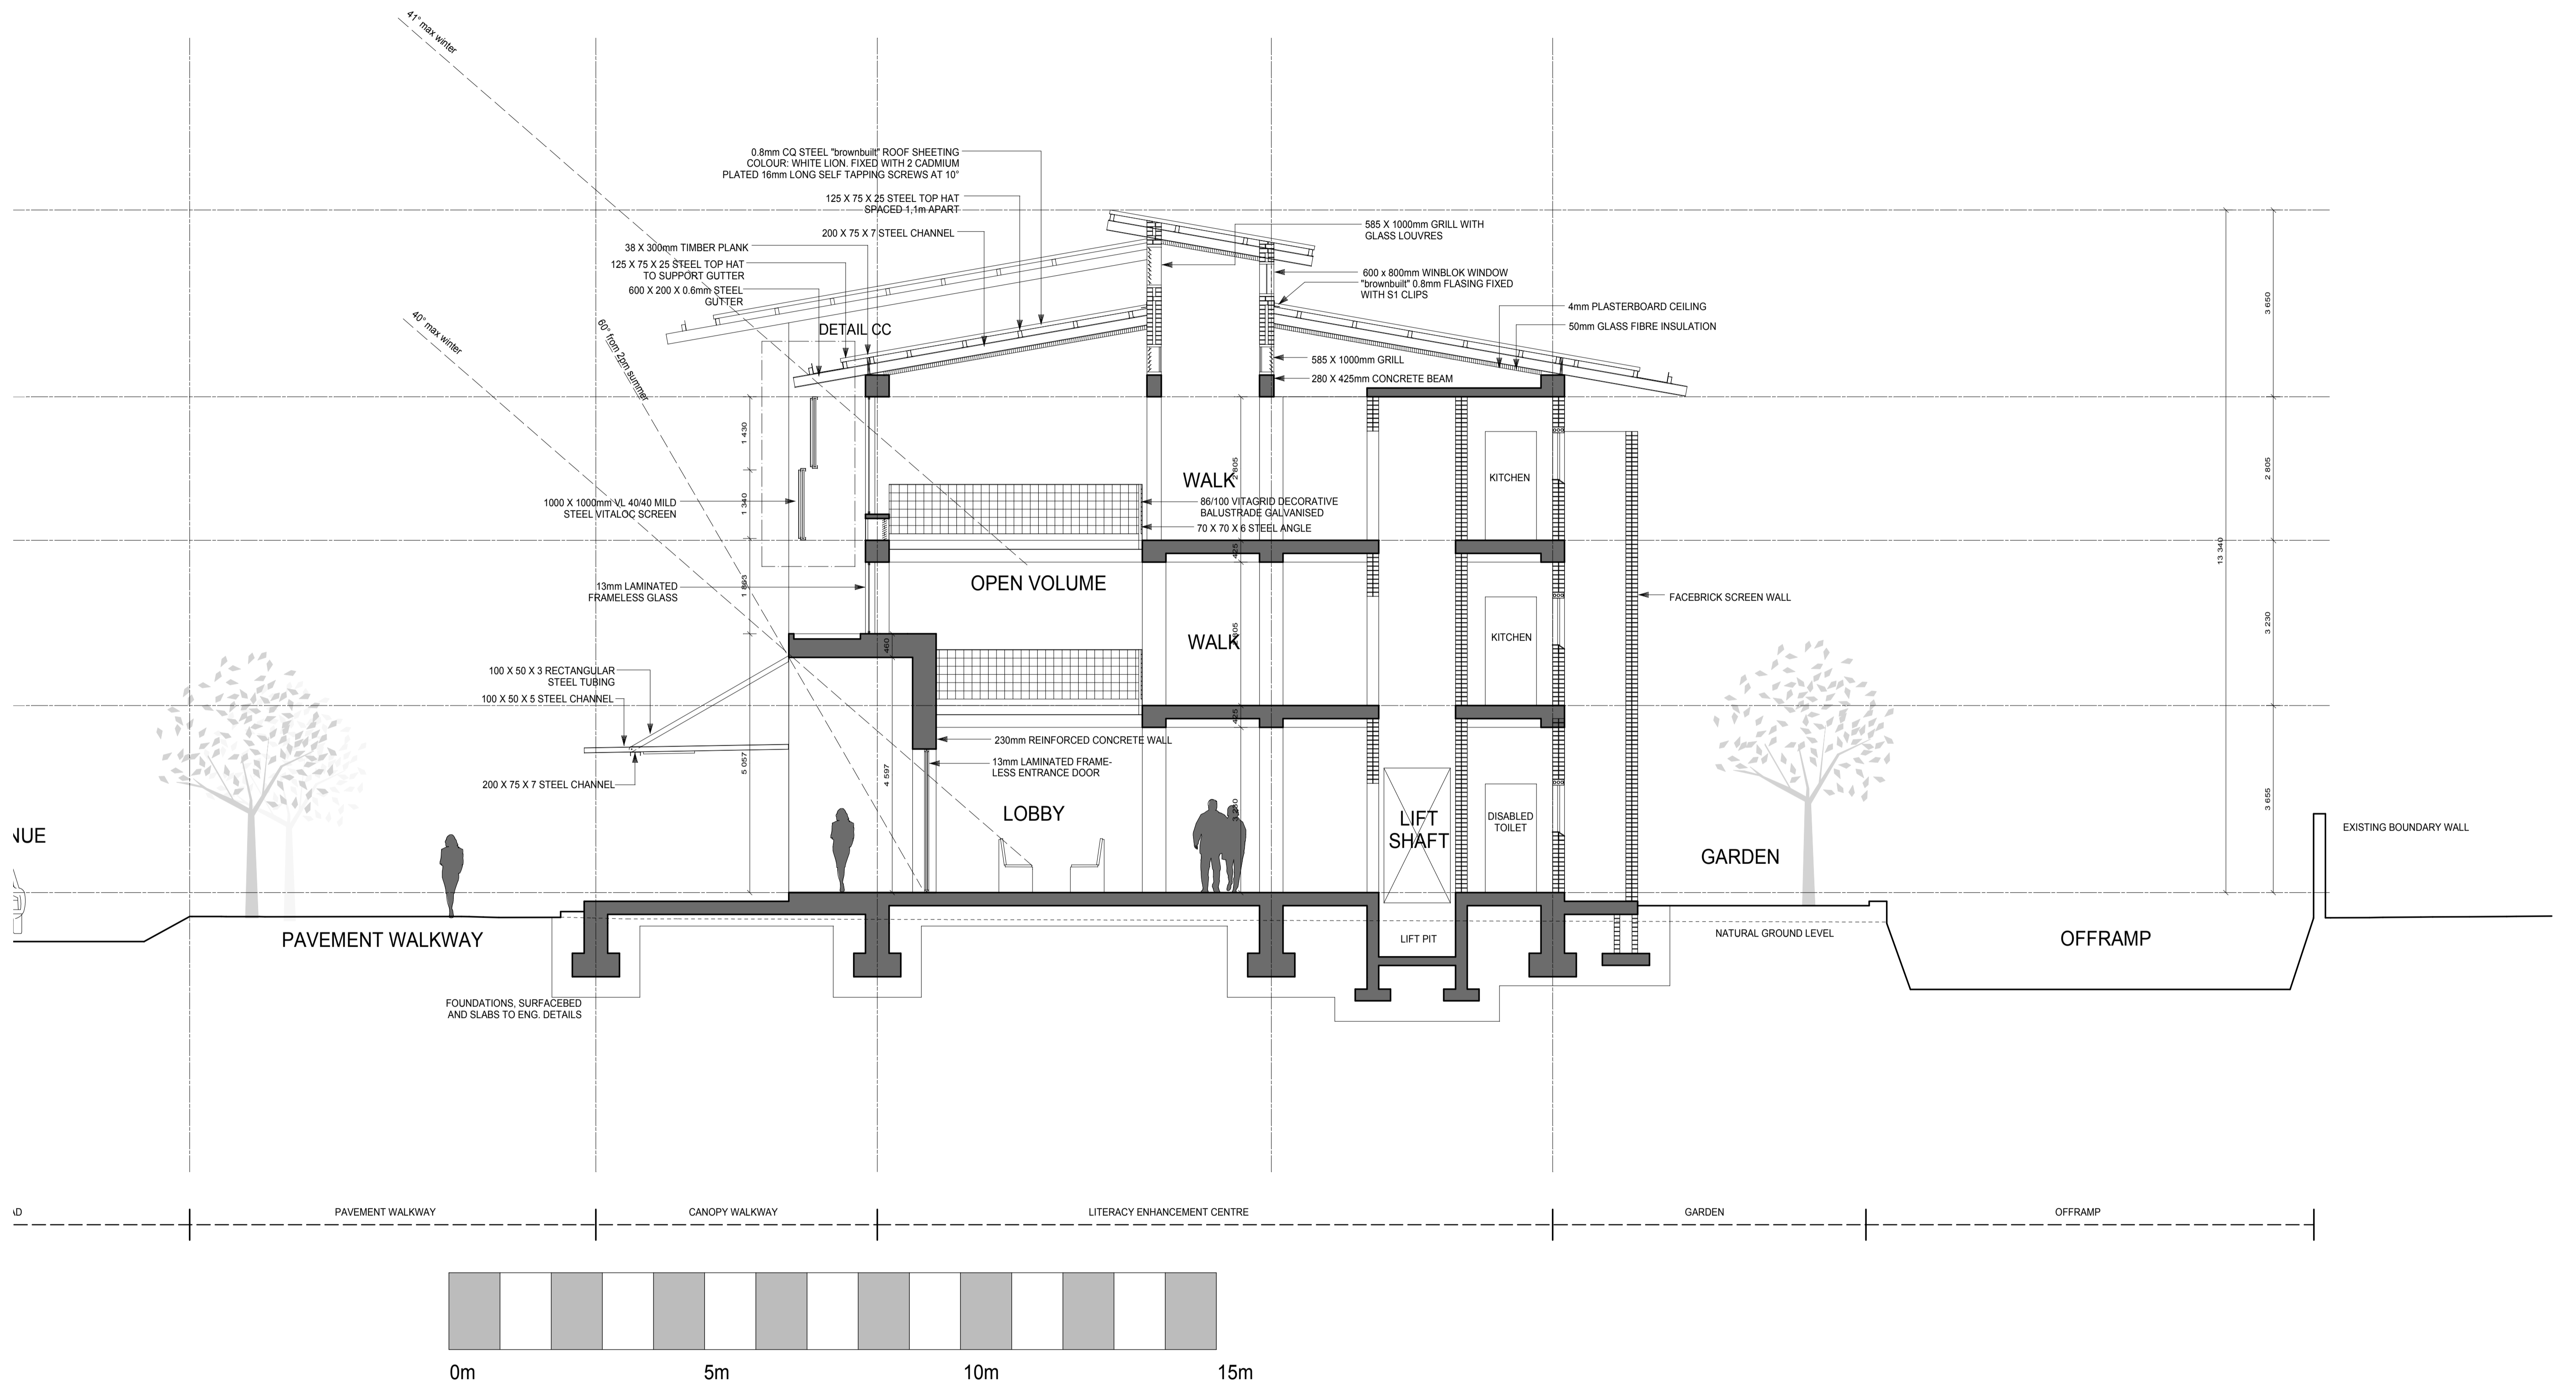 41° max winter
0.8mm CQ STEEL "brownbuilt" ROOF SHEETING
COLOUR: WHITE LION. FIXED WITH 2 CADMIUM
PLATED 16mm LONG SELF TAPPING SCREWS AT 10°
125 X 75 X 25 STEEL TOP HAT
SPACED 1,1m APART
200 X 75 X 7 STEEL CHANNEL
38 X 300mm TIMBER PLANK
125 X 75 X 25 STEEL TOP HAT
TO SUPPORT GUTTER
600 X 200 X 0.6mm STEEL
GUTTER
585 X 1000mm GRILL WITH
GLASS LOUVRES
600 x 800mm WINBLOK WINDOW
"brownbuilt" 0.8mm FLASING FIXED
WITH S1 CLIPS
4mm PLASTERBOARD CEILING
50mm GLASS FIBRE INSULATION
3 650
40° max winter
60° from 2pm summer
DETAIL CC
585 X 1000mm GRILL
280 X 425mm CONCRETE BEAM
1 430
WALK
2 805
KITCHEN
2 805
1000 X 1000mm VL 40/40 MILD
STEEL VITALOC SCREEN
1 340
86/100 VITAGRID DECORATIVE
BALUSTRADE GALVANISED
70 X 70 X 6 STEEL ANGLE
425
13 340
13mm LAMINATED
FRAMELESS GLASS
1 893
OPEN VOLUME
FACEBRICK SCREEN WALL
WALK
KITCHEN
3 230
460
100 X 50 X 3 RECTANGULAR
STEEL TUBING
100 X 50 X 5 STEEL CHANNEL
425
230mm REINFORCED CONCRETE WALL
13mm LAMINATED FRAME-
LESS ENTRANCE DOOR
200 X 75 X 7 STEEL CHANNEL
5 057
4 597
3 655
LOBBY
LIFT
SHAFT
DISABLED
TOILET
NUE
EXISTING BOUNDARY WALL
GARDEN
PAVEMENT WALKWAY
LIFT PIT
NATURAL GROUND LEVEL
OFFRAMP
FOUNDATIONS, SURFACEBED
AND SLABS TO ENG. DETAILS
AD
PAVEMENT WALKWAY
CANOPY WALKWAY
LITERACY ENHANCEMENT CENTRE
GARDEN
OFFRAMP
0m
5m
10m
15m